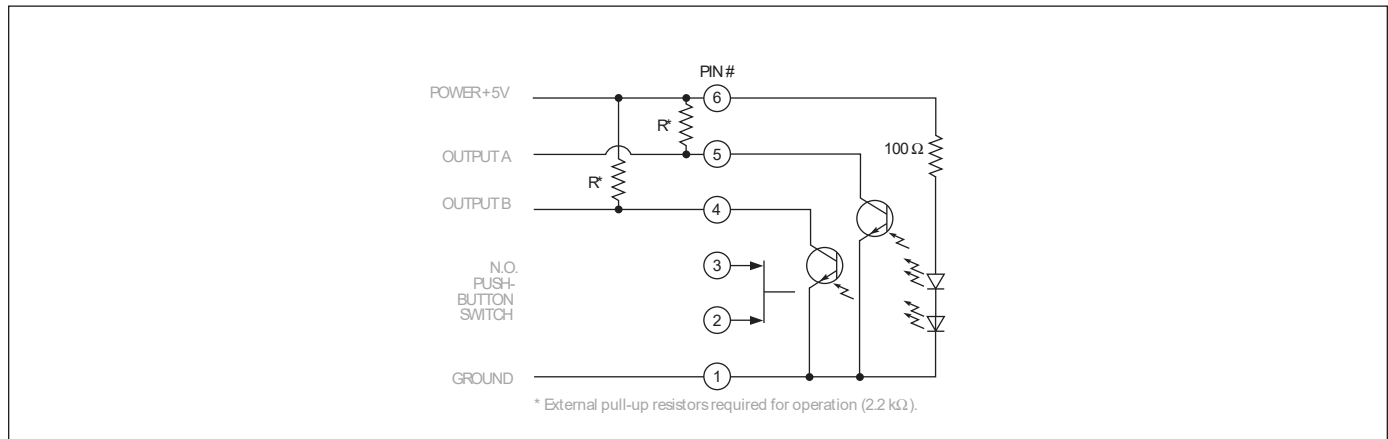 PIN #
POWER +5V
6
R*
100 Ω
OUTPUT A
5
R*
OUTPUT B
4
N.O.
PUSH-
BUTTON
SWITCH
3
2
GROUND
1
* External pull-up resistors required for operation (2.2 kΩ).